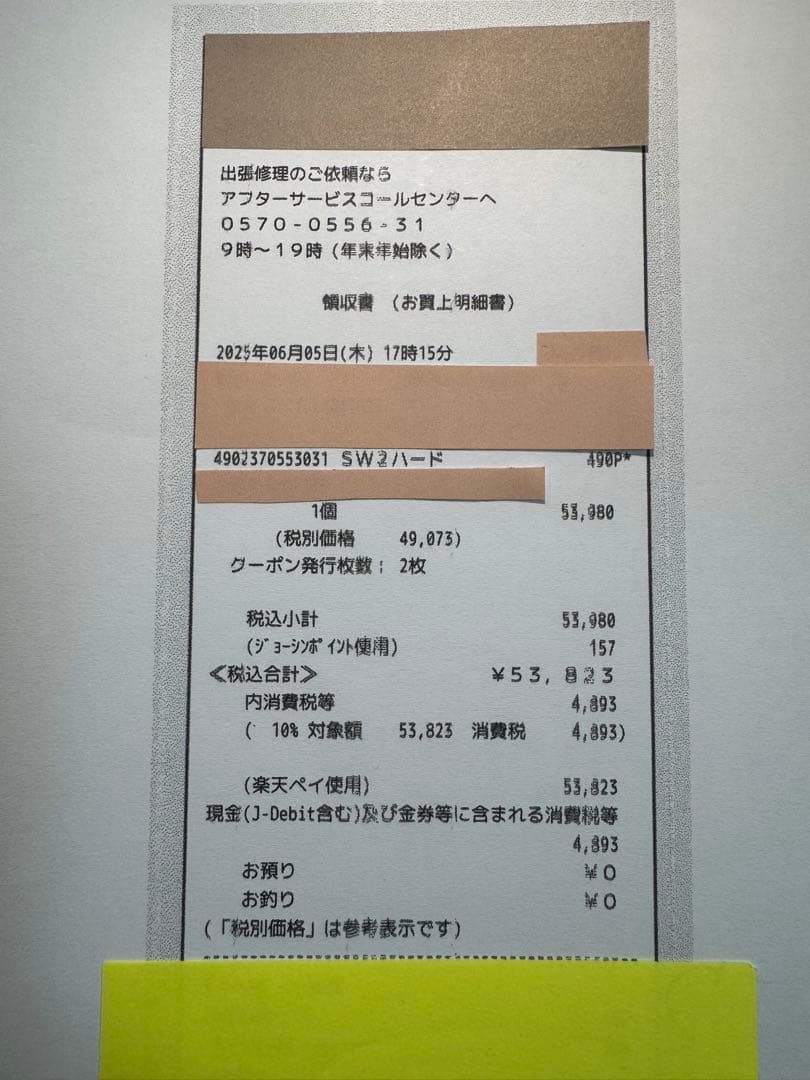 出張修理のご依頼なら
アフターサービスコールセンターへ
0570-0556-31
9時〜19時(年末年始除く)
領収書 (お買上明細書)
2025年06月05日(木) 17時15分
4902370553031 SW2ハード 490P*
1個 53,980
(税別価格 49,073)
クーポン発行枚数: 2枚
税込小計 53,980
(ジョーシンポイント使用) 157
≪税込合計≫ ¥53,823
内消費税等 4,893
( 10% 対象額 53,823 消費税 4,893)
(楽天ペイ使用) 53,823
現金(J-Debit含む)及び金券等に含まれる消費税等
4,893
お預り ¥0
お釣り ¥0
(「税別価格」は参考表示です)